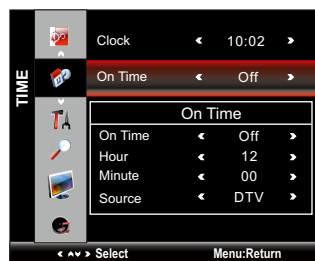 TIME
Clock < 10:02 >
On Time < Off >
On Time
On Time < Off >
Hour < 12 >
Minute < 00 >
Source < DTV >
Select Menu:Return